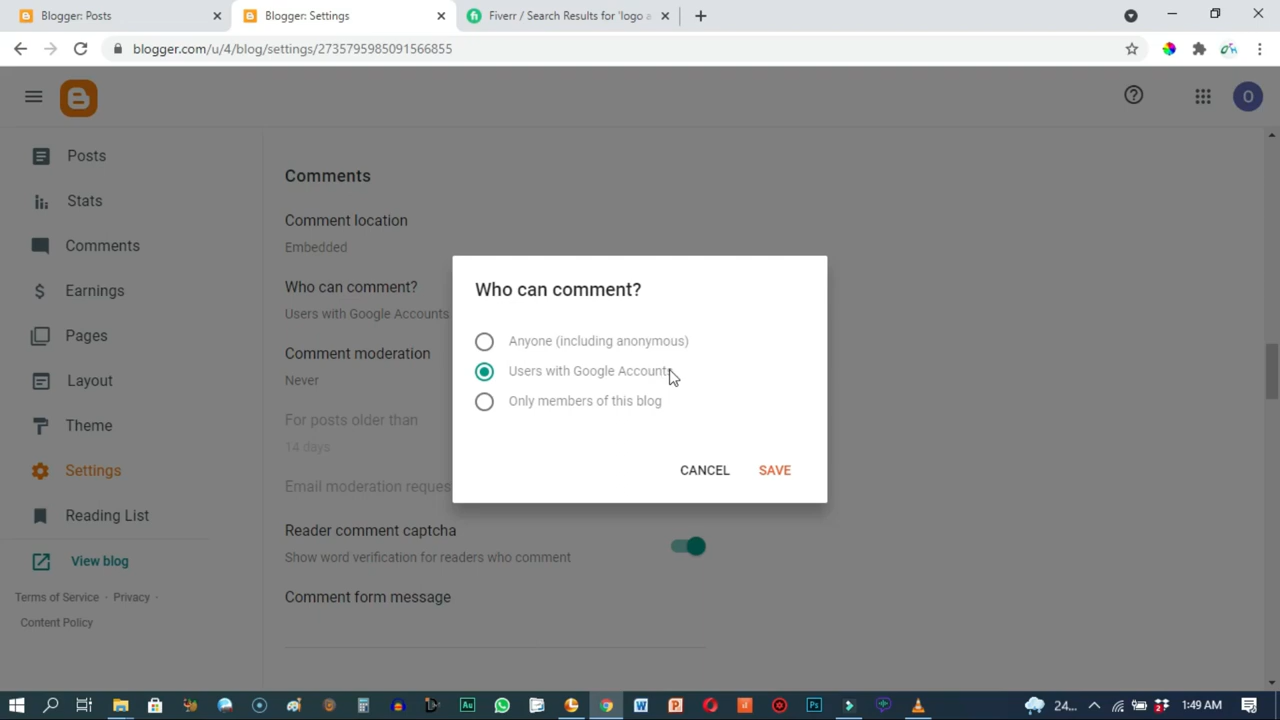 Blogger: Posts
Blogger: Settings
Fiverr / Search Results for 'logo
blogger.com/u/4/blog/settings/2735795985091566855
O
Posts
Stats
Comments
Earnings
Pages
Layout
Theme
Settings
Reading List
View blog
Terms of Service · Privacy ·
Content Policy
Comments
Comment location
Embedded
Who can comment?
Users with Google Accounts
Comment moderation
Never
For posts older than
14 days
Email moderation reques
Reader comment captcha
Show word verification for readers who comment
Comment form message
Who can comment?
Anyone (including anonymous)
Users with Google Accounts
Only members of this blog
CANCEL
SAVE
24...
1:49 AM